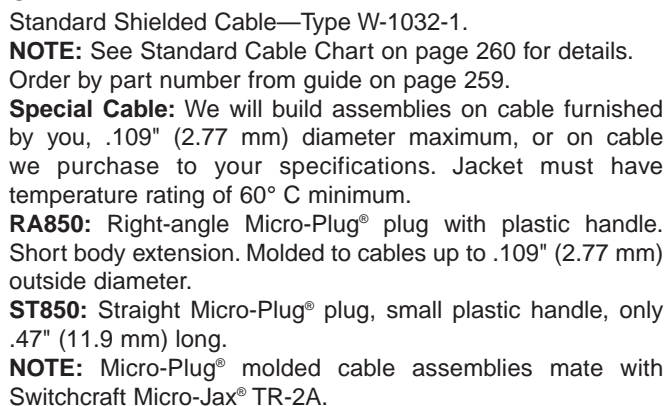 Standard Shielded Cable—Type W-1032-1.
NOTE: See Standard Cable Chart on page 260 for details.
Order by part number from guide on page 259.
Special Cable: We will build assemblies on cable furnished
by you, .109" (2.77 mm) diameter maximum, or on cable
we purchase to your specifications. Jacket must have
temperature rating of 60° C minimum.
RA850: Right-angle Micro-Plug® plug with plastic handle.
Short body extension. Molded to cables up to .109" (2.77 mm)
outside diameter.
ST850: Straight Micro-Plug® plug, small plastic handle, only
.47" (11.9 mm) long.
NOTE: Micro-Plug® molded cable assemblies mate with
Switchcraft Micro-Jax® TR-2A.